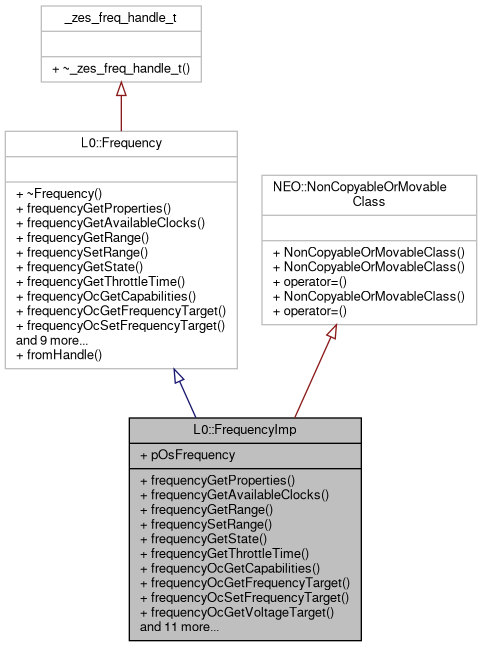 _zes_freq_handle_t
+ ~_zes_freq_handle_t()
L0::Frequency
+ ~Frequency()
+ frequencyGetProperties()
+ frequencyGetAvailableClocks()
+ frequencyGetRange()
+ frequencySetRange()
+ frequencyGetState()
+ frequencyGetThrottleTime()
+ frequencyOcGetCapabilities()
+ frequencyOcGetFrequencyTarget()
+ frequencyOcSetFrequencyTarget()
and 9 more...
+ fromHandle()
NEO::NonCopyableOrMovable
Class
+ NonCopyableOrMovableClass()
+ NonCopyableOrMovableClass()
+ operator=()
+ NonCopyableOrMovableClass()
+ operator=()
L0::FrequencyImp
+ pOsFrequency
+ frequencyGetProperties()
+ frequencyGetAvailableClocks()
+ frequencyGetRange()
+ frequencySetRange()
+ frequencyGetState()
+ frequencyGetThrottleTime()
+ frequencyOcGetCapabilities()
+ frequencyOcGetFrequencyTarget()
+ frequencyOcSetFrequencyTarget()
+ frequencyOcGetVoltageTarget()
and 11 more...